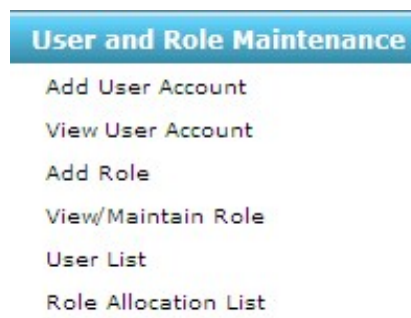 User and Role Maintenance
Add User Account
View User Account
Add Role
View/Maintain Role
User List
Role Allocation List